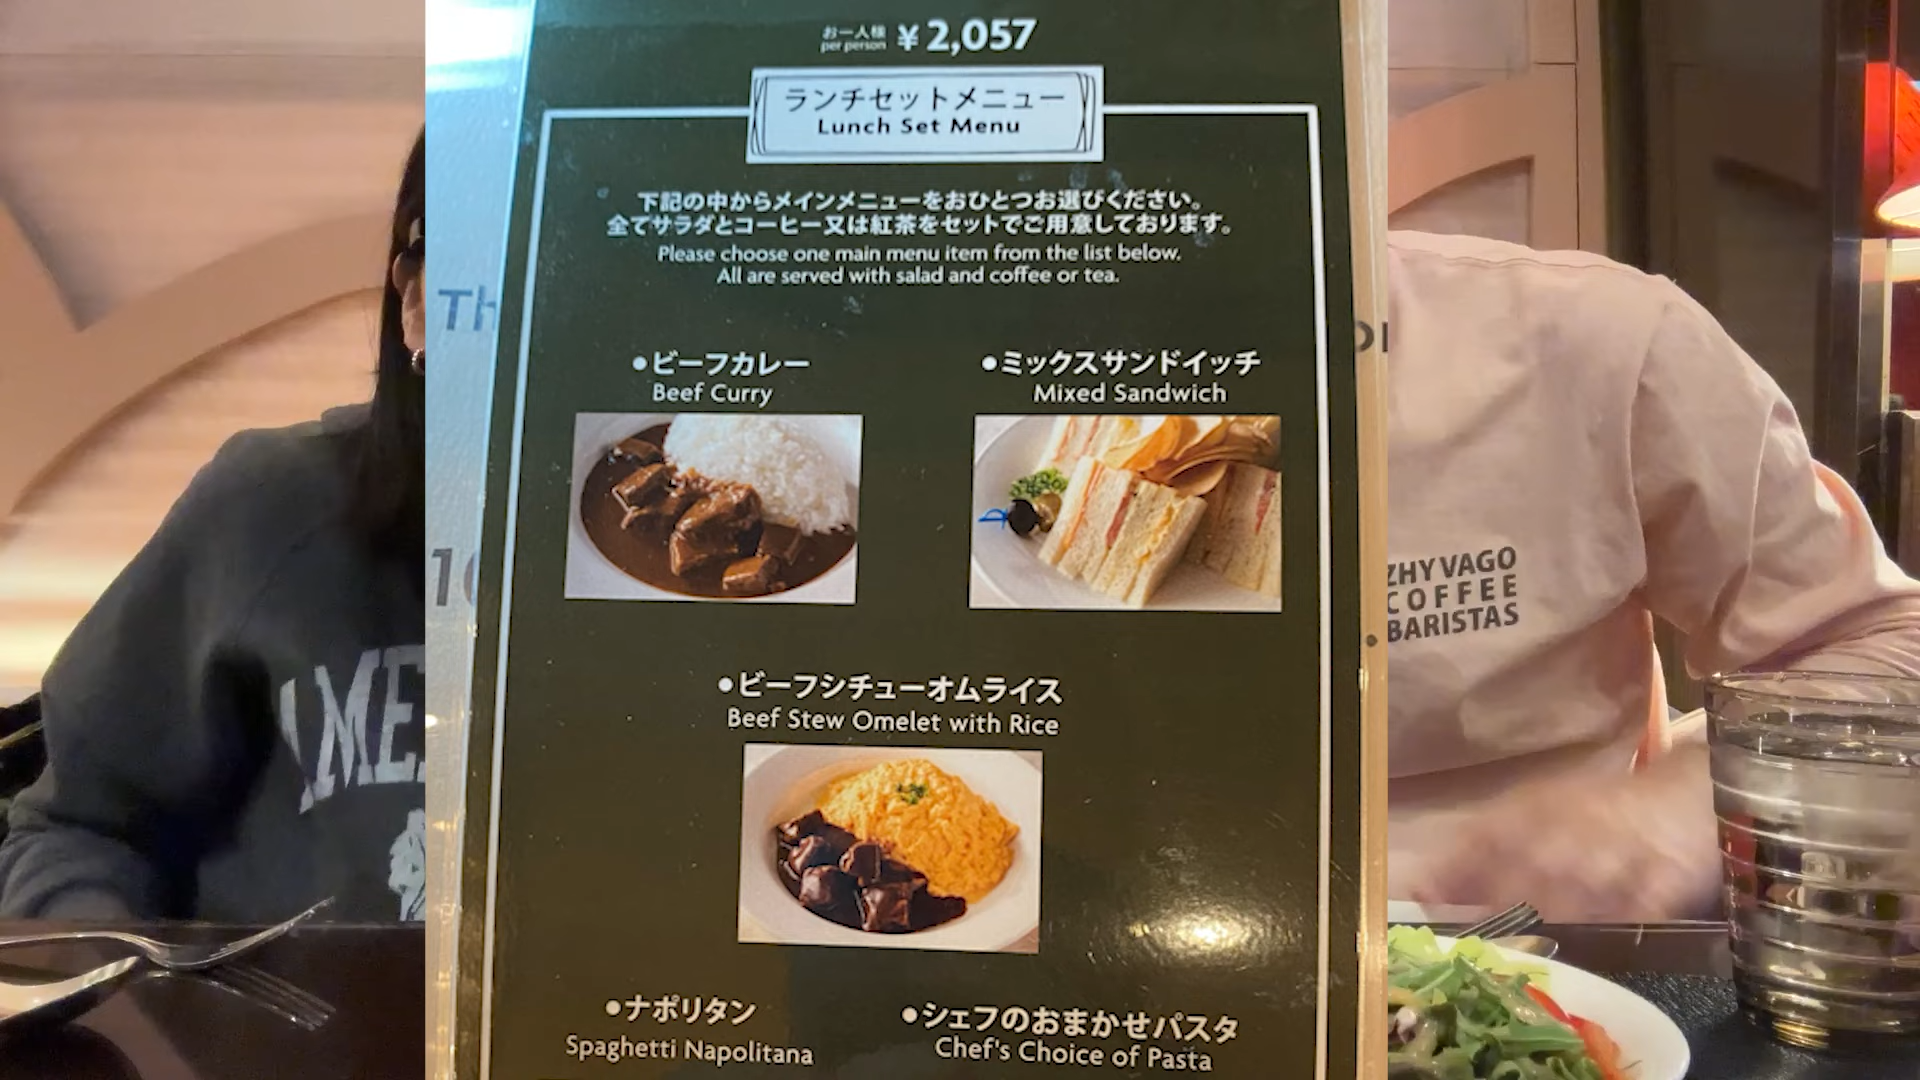 お一人様
per person ¥2,057
ランチセットメニュー
Lunch Set Menu
下記の中からメインメニューをおひとつお選びください。
全てサラダとコーヒー又は紅茶をセットでご用意しております。
Please choose one main menu item from the list below.
All are served with salad and coffee or tea.
●ビーフカレー
Beef Curry
●ミックスサンドイッチ
Mixed Sandwich
●ビーフシチューオムライス
Beef Stew Omelet with Rice
●ナポリタン
Spaghetti Napolitana
●シェフのおまかせパスタ
Chef's Choice of Pasta
ZHYVAGO
COFFEE
BARISTAS